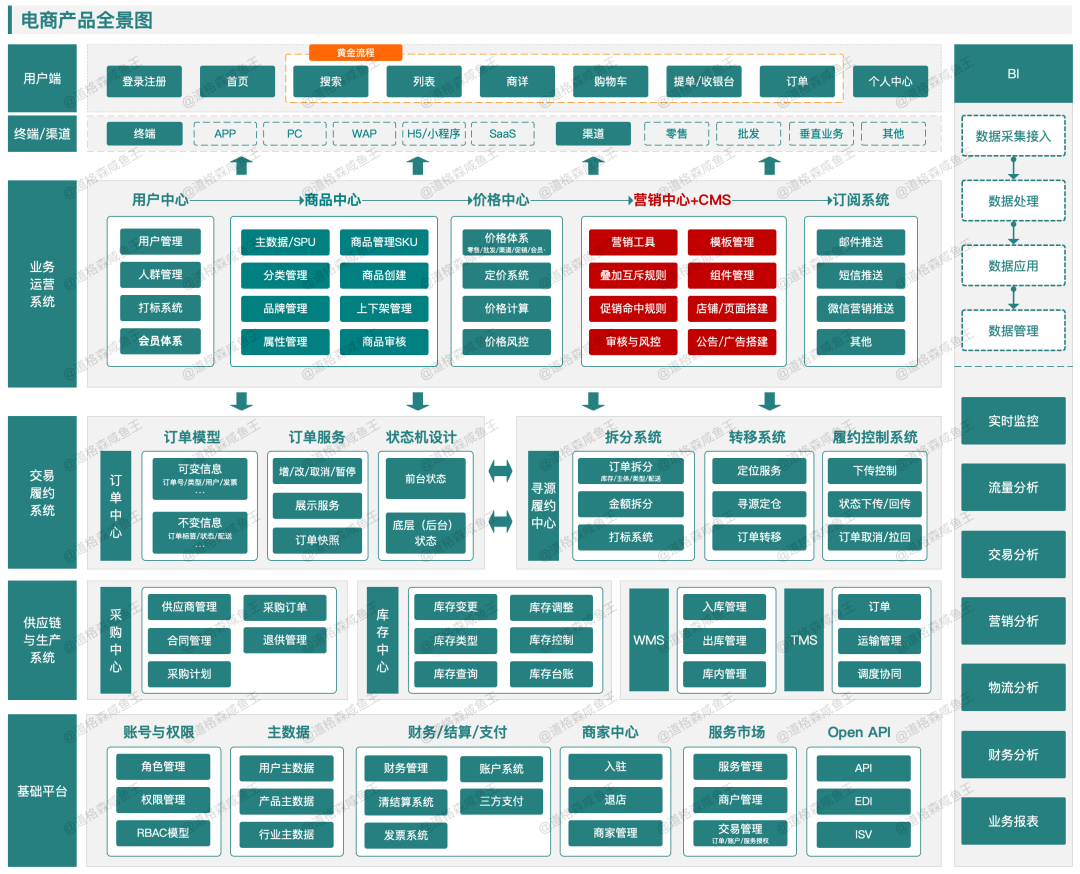 电商产品全景图
用户端
黄金流程
登录注册
首页
搜索
列表
商详
购物车
提单/收银台
订单
个人中心
终端/渠道
终端
APP
PC
WAP
H5/小程序
SaaS
渠道
零售
批发
垂直业务
其他
业务
运营
系统
用户中心
用户管理
人群管理
打标系统
会员体系
商品中心
主数据/SPU
商品管理SKU
分类管理
商品创建
品牌管理
上下架管理
属性管理
商品审核
价格中心
价格体系
零售/批发/渠道/促销/会员·
定价系统
价格计算
价格风控
营销中心+CMS
营销工具
模板管理
叠加互斥规则
组件管理
促销命中规则
店铺/页面搭建
审核与风控
公告/广告搭建
订阅系统
邮件推送
短信推送
微信营销推送
其他
交易
履约
系统
订单中心
订单模型
可变信息
订单号/类型/用户/发票
...
不变信息
订单标签/状态/配送
...
订单服务
增/改/取消/暂停
展示服务
订单快照
状态机设计
前台状态
底层（后台）
状态
寻源
履约
中心
拆分系统
订单拆分
库存/主体/类型/配送
金额拆分
打标系统
转移系统
定位服务
寻源定仓
订单转移
履约控制系统
下传控制
状态下传/回传
订单取消/拉回
供应链
与生产
系统
采购中心
供应商管理
采购订单
合同管理
退供管理
采购计划
库存中心
库存变更
库存调整
库存类型
库存控制
库存查询
库存台账
WMS
入库管理
出库管理
库内管理
TMS
订单
运输管理
调度协同
基础平台
账号与权限
角色管理
权限管理
RBAC模型
主数据
用户主数据
产品主数据
行业主数据
财务/结算/支付
财务管理
账户系统
清结算系统
三方支付
发票系统
商家中心
入驻
退店
商家管理
服务市场
服务管理
商户管理
交易管理
订单/账户/服务授权
Open API
API
EDI
ISV
BI
数据采集接入
数据处理
数据应用
数据管理
实时监控
流量分析
交易分析
营销分析
物流分析
财务分析
业务报表
@道格森咸鱼王